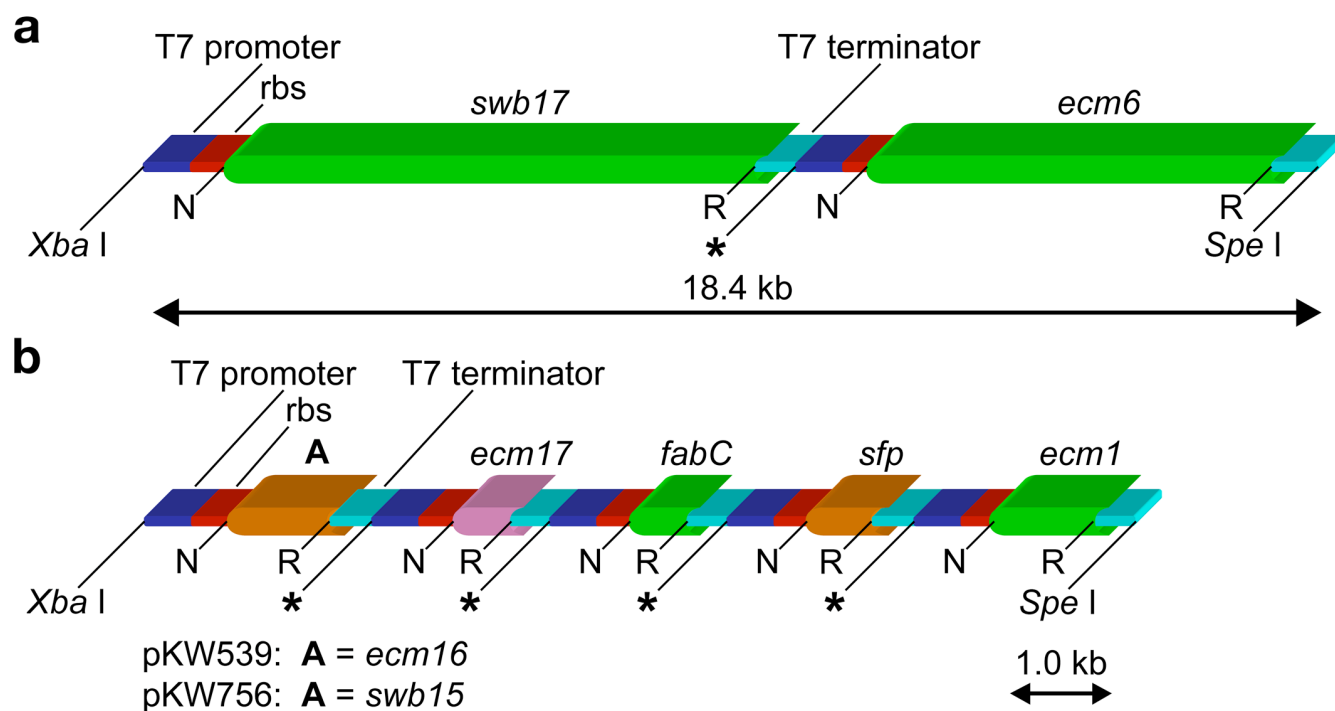 a
T7 promoter T7 terminator
rbs
swb17 ecm6
N R N R
Xba I * Spe I
18.4 kb
b
T7 promoter T7 terminator
rbs
A ecm17 fabC sfp ecm1
N R N R N R N R N R
Xba I * * * * Spe I
pKW539: A = ecm16 1.0 kb
pKW756: A = swb15